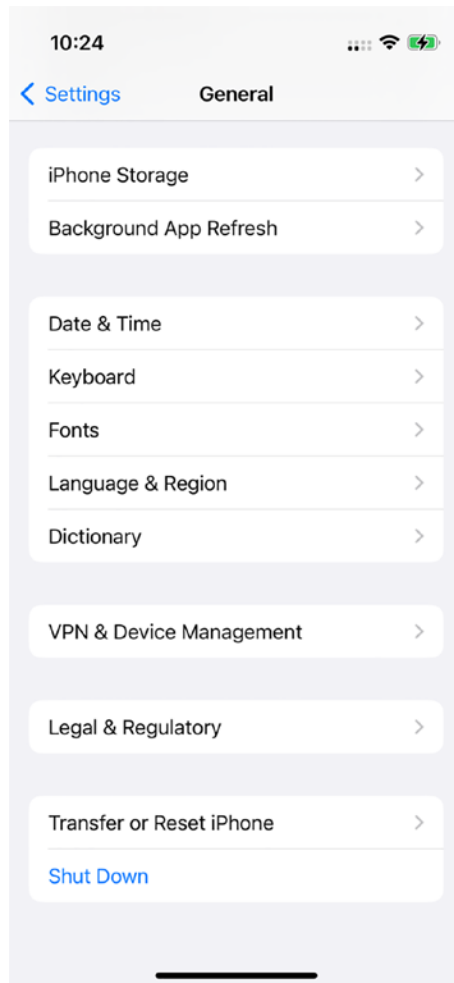 10:24
Settings
General
iPhone Storage
Background App Refresh
Date & Time
Keyboard
Fonts
Language & Region
Dictionary
VPN & Device Management
Legal & Regulatory
Transfer or Reset iPhone
Shut Down